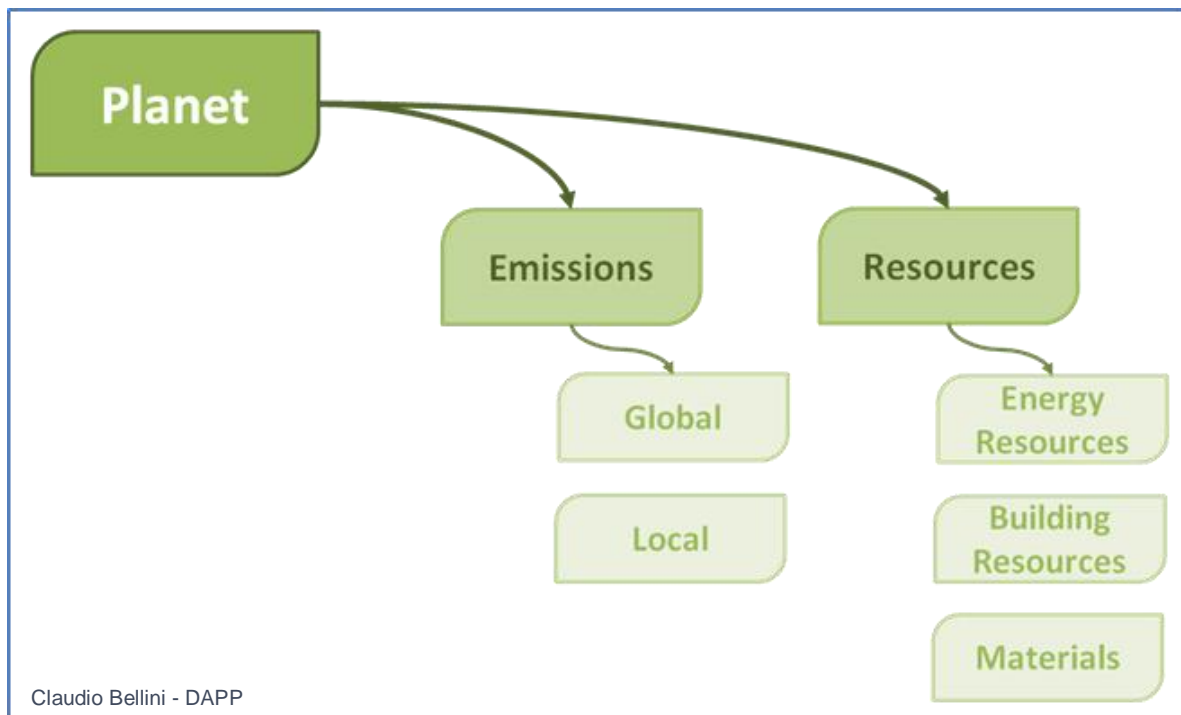 Planet
Emissions
Resources
Global
Local
Energy
Resources
Building
Resources
Materials
Claudio Bellini - DAPP